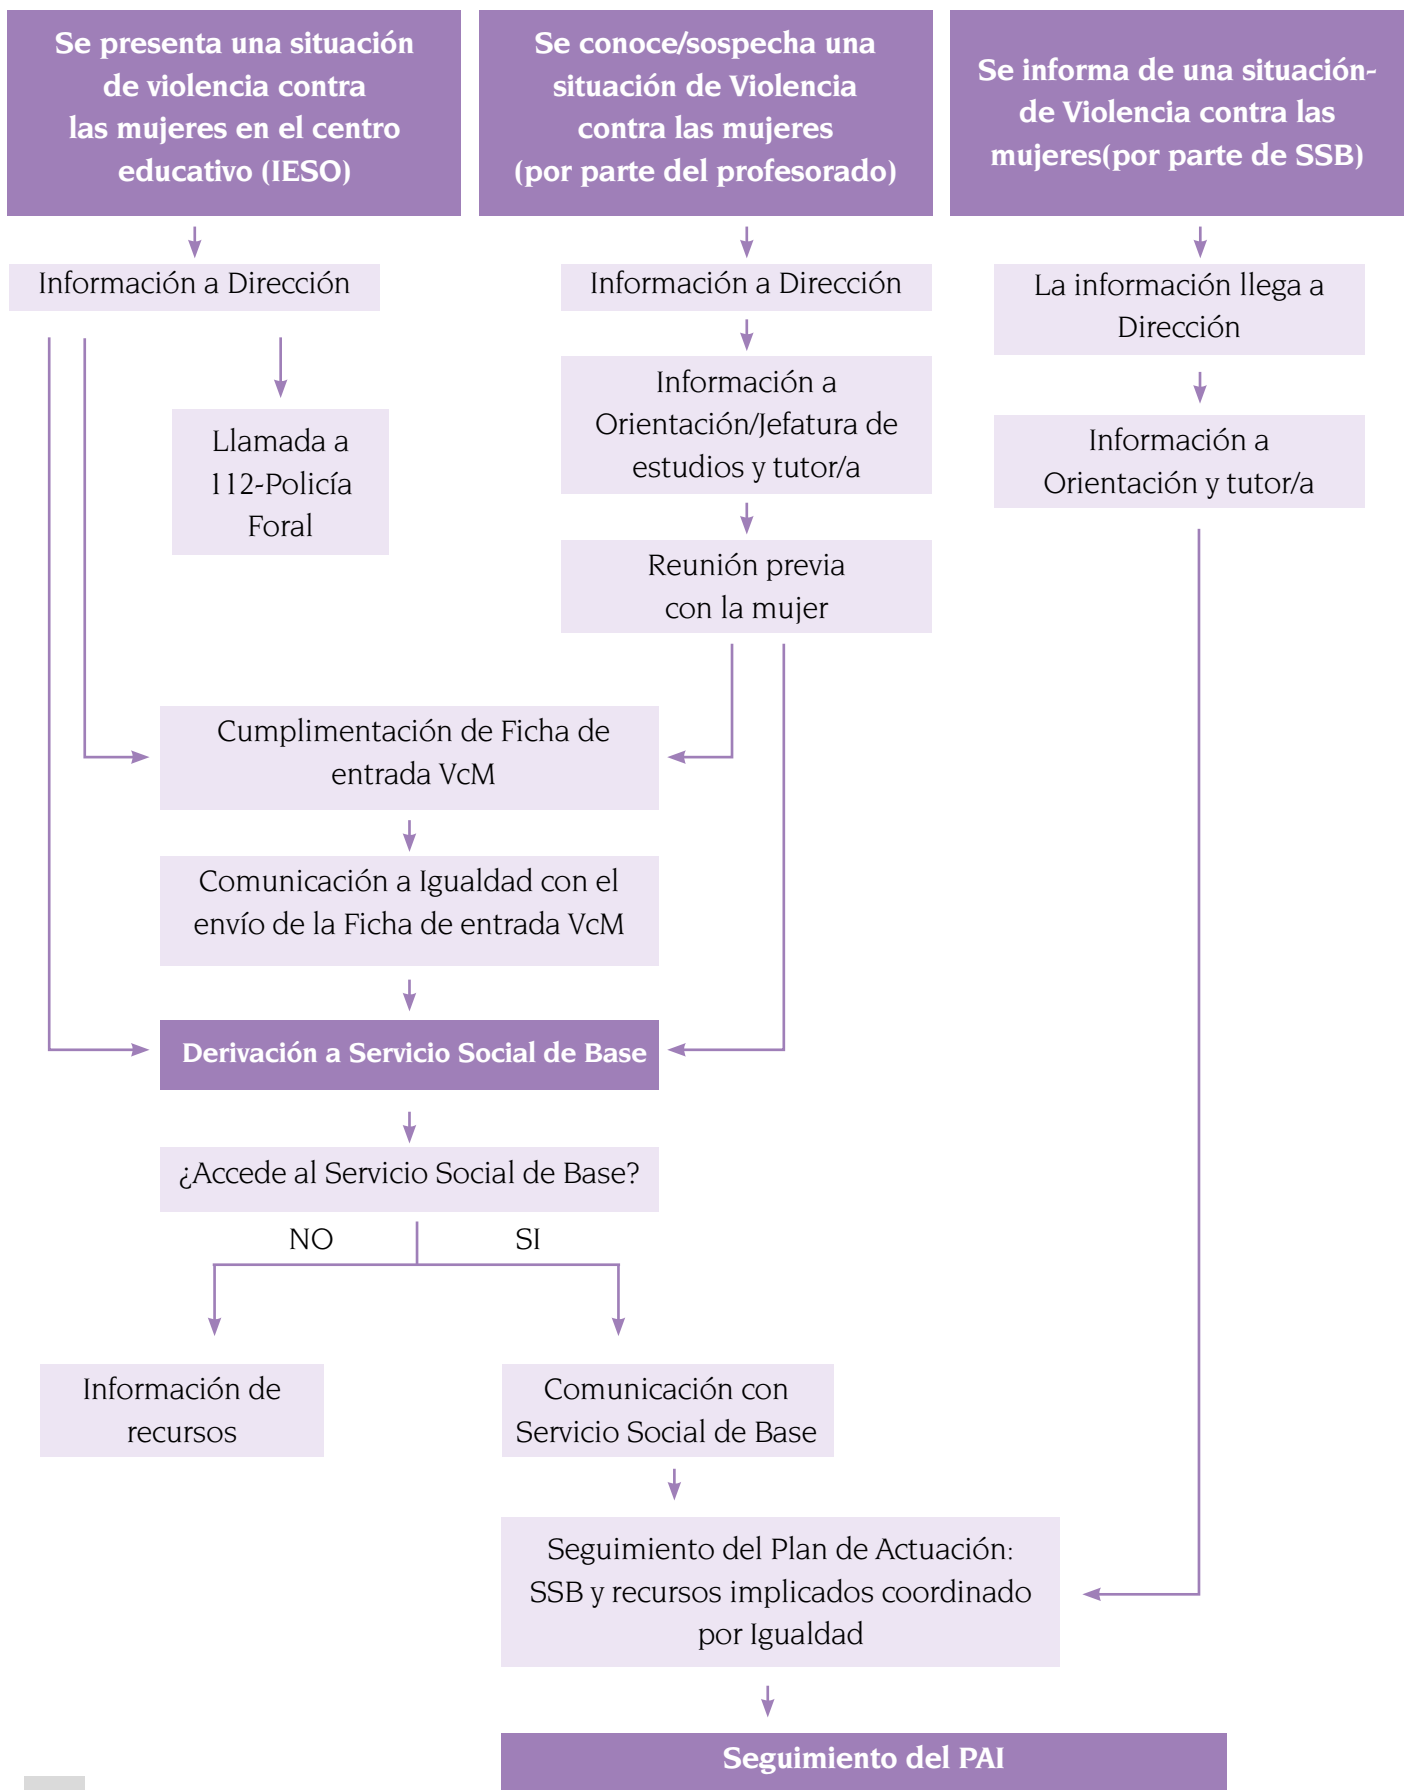 Se presenta una situación
de violencia contra
las mujeres en el centro
educativo (IESO)
Se conoce/sospecha una
situación de Violencia
contra las mujeres
(por parte del profesorado)
Se informa de una situación-
de Violencia contra las
mujeres(por parte de SSB)
Información a Dirección
Información a Dirección
La información llega a
Dirección
Llamada a
112-Policía
Foral
Información a
Orientación/Jefatura de
estudios y tutor/a
Información a
Orientación y tutor/a
Reunión previa
con la mujer
Cumplimentación de Ficha de
entrada VcM
Comunicación a Igualdad con el
envío de la Ficha de entrada VcM
Derivación a Servicio Social de Base
¿Accede al Servicio Social de Base?
NO
SI
Información de
recursos
Comunicación con
Servicio Social de Base
Seguimiento del Plan de Actuación:
SSB y recursos implicados coordinado
por Igualdad
Seguimiento del PAI